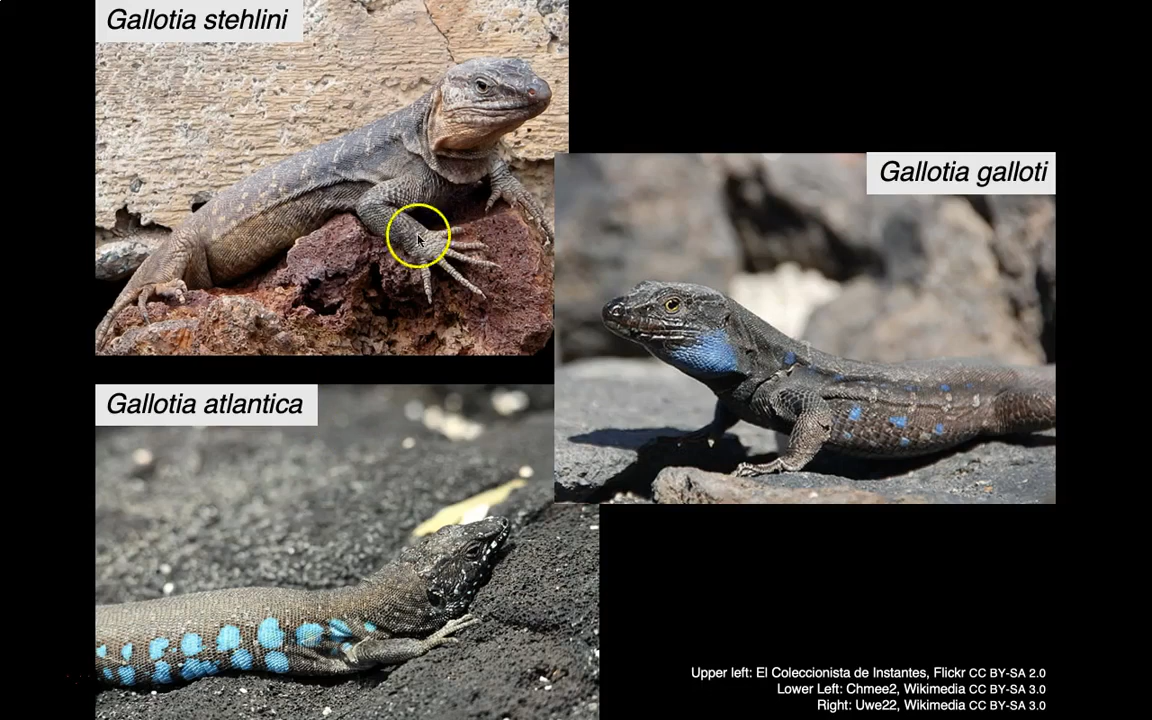 Gallotia stehlini
Gallotia galloti
Gallotia atlantica
Upper left: El Coleccionista de Instantes, Flickr CC BY-SA 2.0
Lower Left: Chmee2, Wikimedia CC BY-SA 3.0
Right: Uwe22, Wikimedia CC BY-SA 3.0